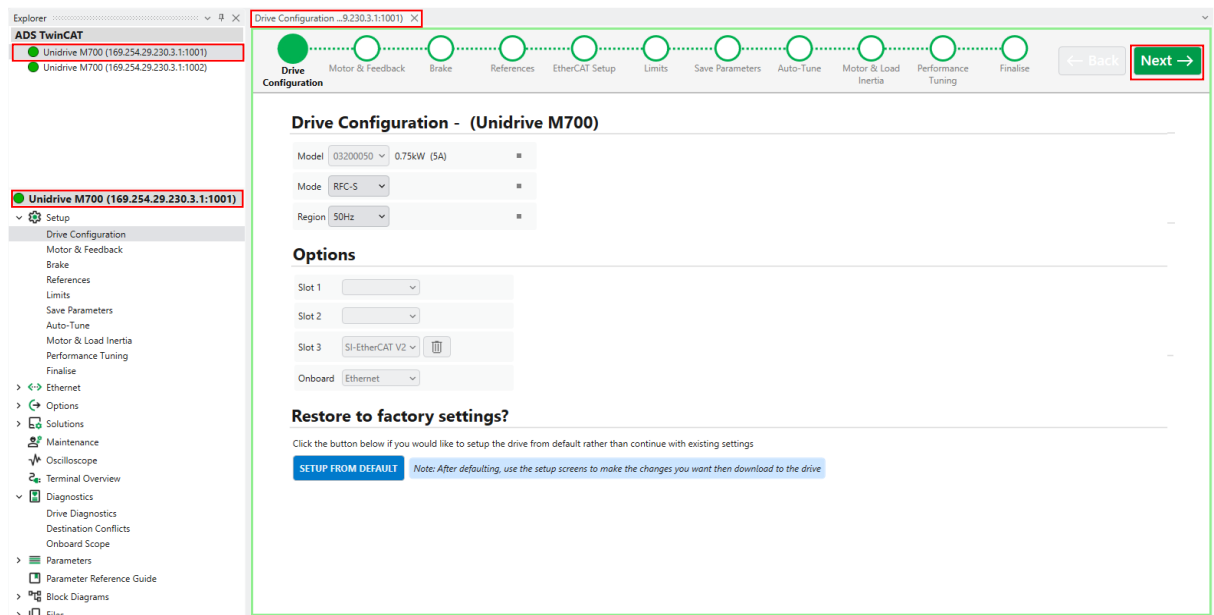 Explorer
ADS TwinCAT
Unidrive M700 (169.254.29.230.3.1:1001)
Unidrive M700 (169.254.29.230.3.1:1002)
Unidrive M700 (169.254.29.230.3.1:1001)
Setup
Drive Configuration
Motor & Feedback
Brake
References
Limits
Save Parameters
Auto-Tune
Motor & Load Inertia
Performance Tuning
Finalise
Ethernet
Options
Solutions
Maintenance
Oscilloscope
Terminal Overview
Diagnostics
Drive Diagnostics
Destination Conflicts
Onboard Scope
Parameters
Parameter Reference Guide
Block Diagrams
Files
Drive Configuration ...9.230.3.1:1001)
Drive
Configuration
Motor & Feedback
Brake
References
EtherCAT Setup
Limits
Save Parameters
Auto-Tune
Motor & Load
Inertia
Performance
Tuning
Finalise
← Back
Next →
Drive Configuration - (Unidrive M700)
Model 03200050 0.75kW (5A)
Mode RFC-S
Region 50Hz
Options
Slot 1
Slot 2
Slot 3 SI-EtherCAT V2
Onboard Ethernet
Restore to factory settings?
Click the button below if you would like to setup the drive from default rather than continue with existing settings
SETUP FROM DEFAULT Note: After defaulting, use the setup screens to make the changes you want then download to the drive